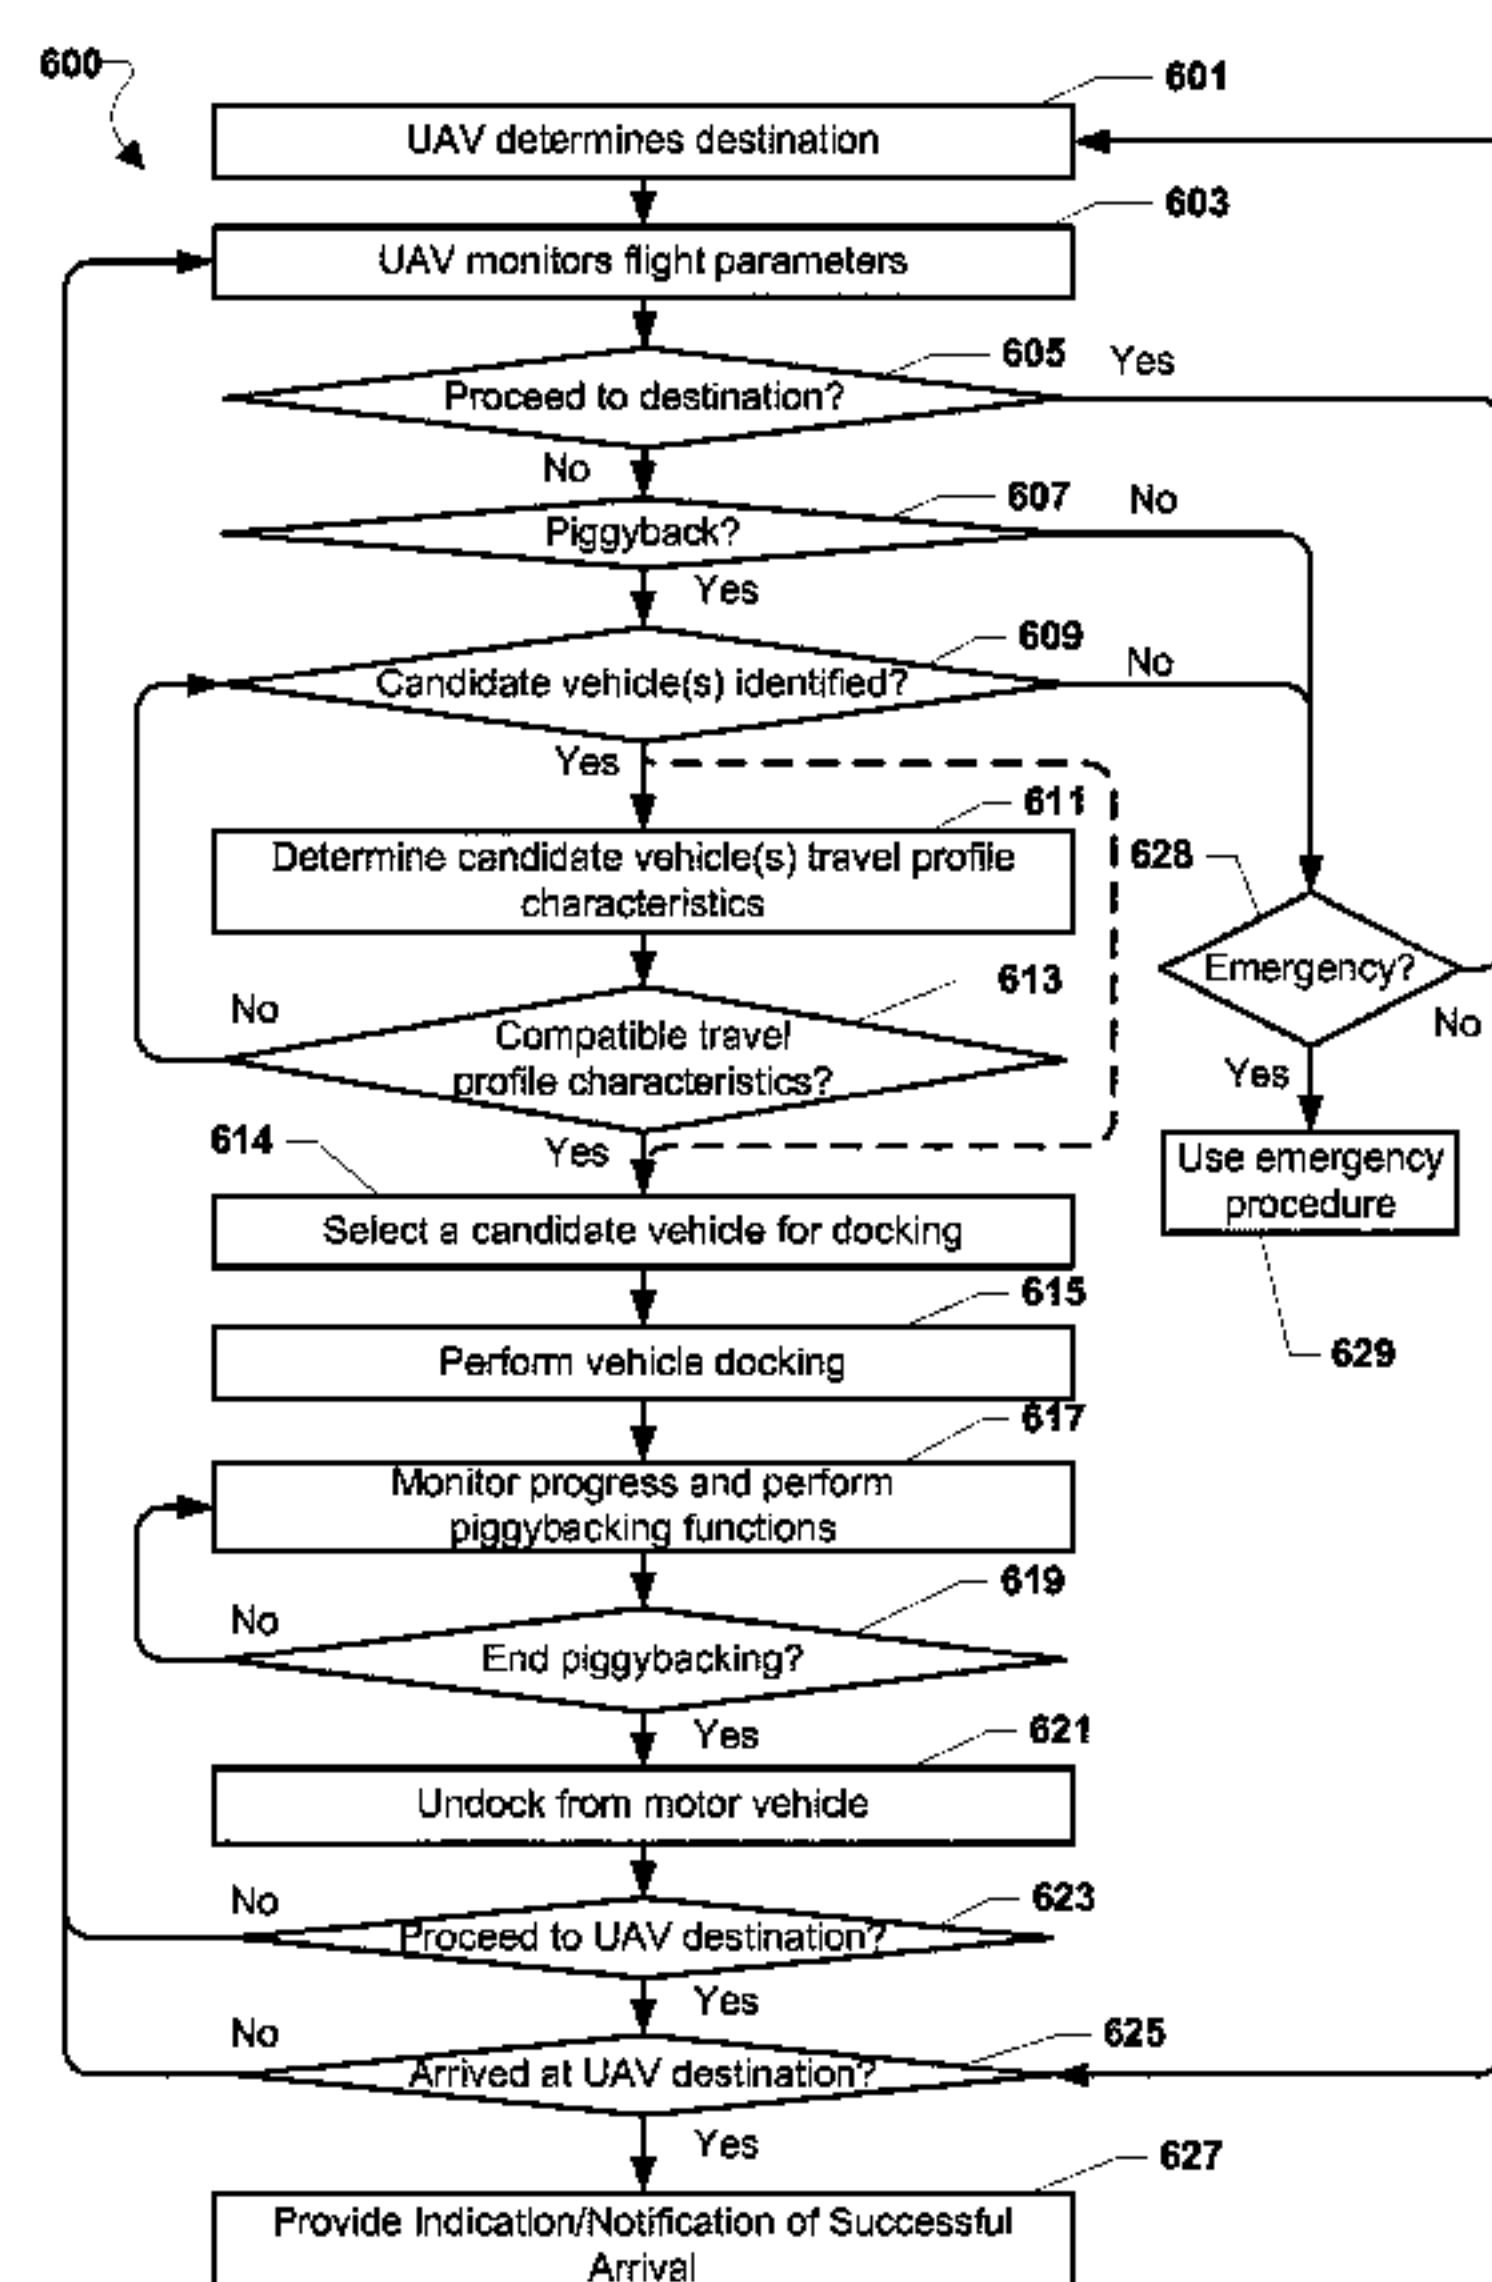 600
601
UAV determines destination
603
UAV monitors flight parameters
605
Yes
Proceed to destination?
No
607
No
Piggyback?
Yes
609
No
Candidate vehicle(s) identified?
Yes
611
Determine candidate vehicle(s) travel profile
characteristics
628
Emergency?
No
613
No
Compatible travel
profile characteristics?
Yes
Use emergency
procedure
629
614
Yes
Select a candidate vehicle for docking
615
Perform vehicle docking
617
Monitor progress and perform
piggybacking functions
619
No
End piggybacking?
Yes
621
Undock from motor vehicle
623
No
Proceed to UAV destination?
Yes
625
No
Arrived at UAV destination?
Yes
627
Provide Indication/Notification of Successful
Arrival